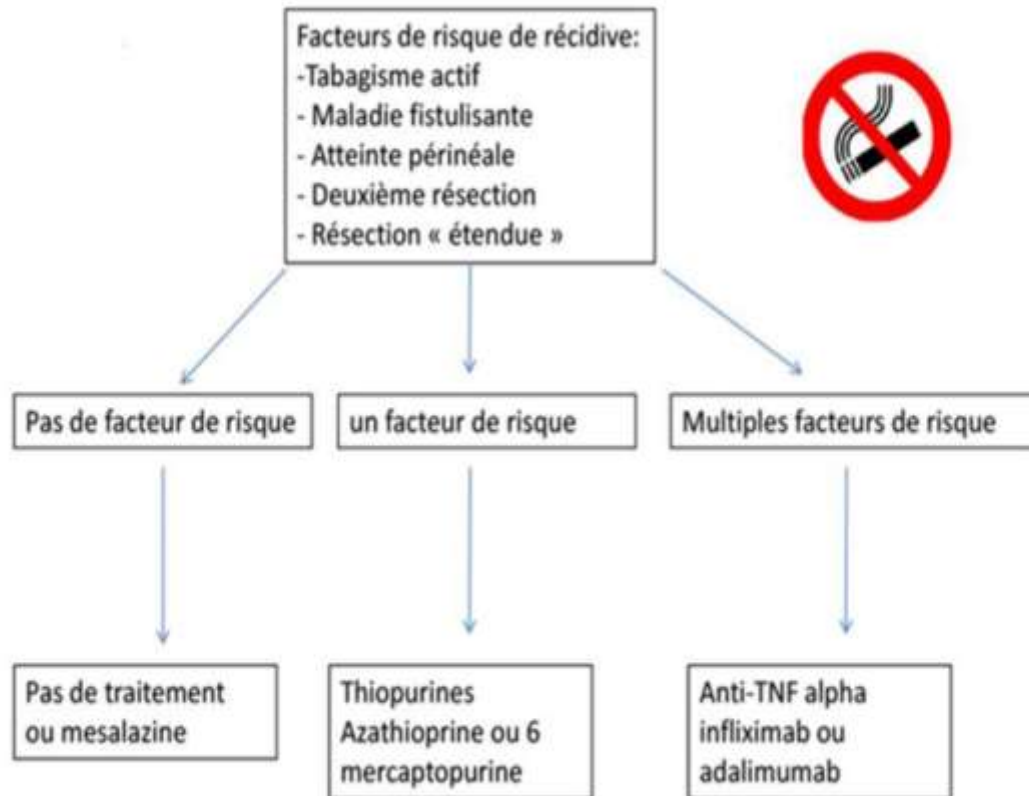 Facteurs de risque de récidive:
-Tabagisme actif
- Maladie fistulisante
- Atteinte périnéale
- Deuxième résection
- Résection « étendue »
Pas de facteur de risque
un facteur de risque
Multiples facteurs de risque
Pas de traitement
ou mesalazine
Thiopurines
Azathioprine ou 6
mercaptopurine
Anti-TNF alpha
infliximab ou
adalimumab